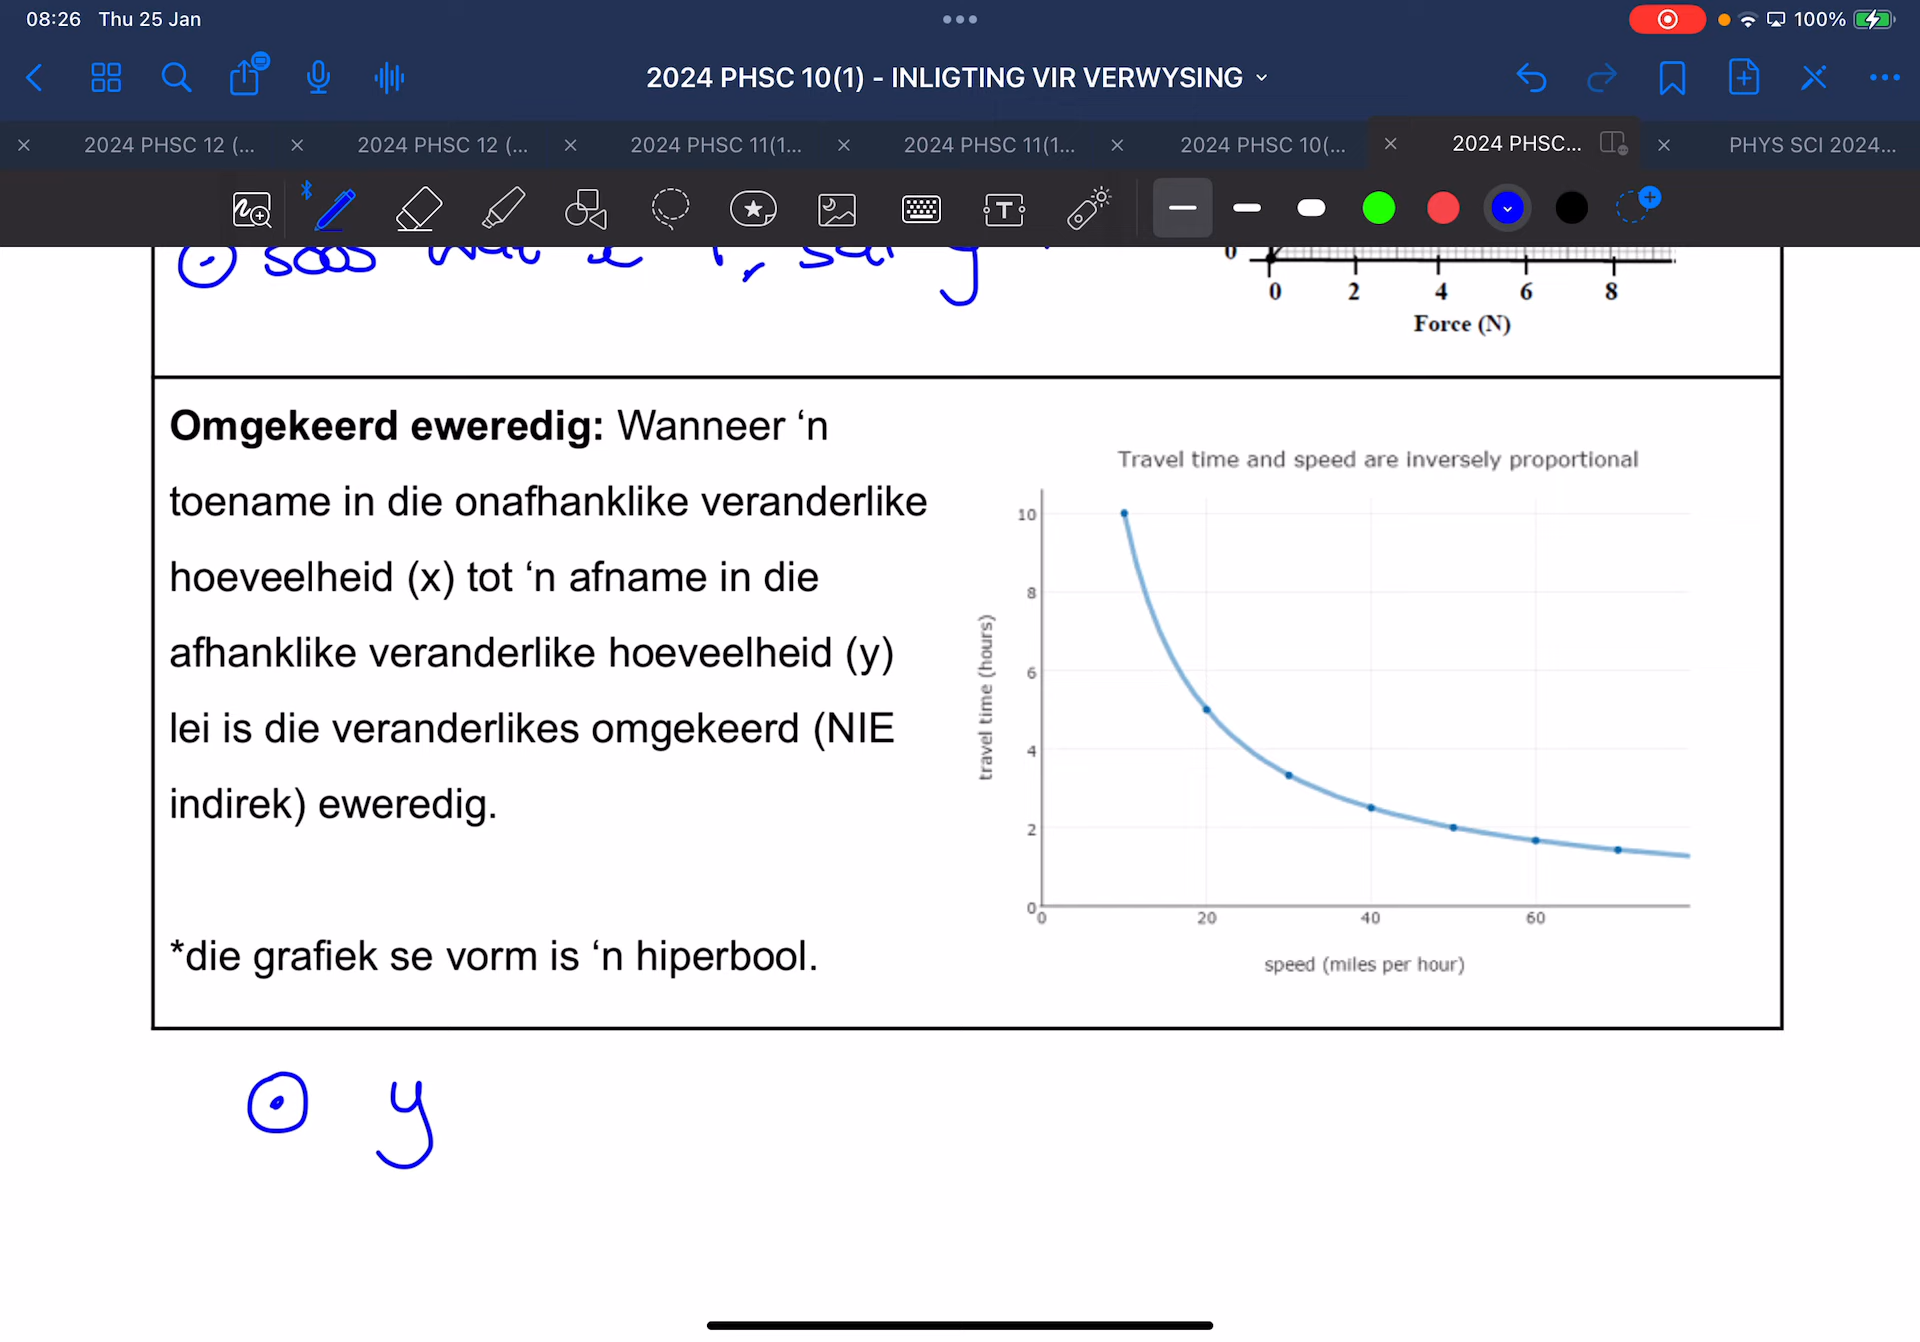 08:26 Thu 25 Jan
100%
2024 PHSC 10(1) - INLIGTING VIR VERWYSING
2024 PHSC 12 (...
2024 PHSC 12 (...
2024 PHSC 11(1...
2024 PHSC 11(1...
2024 PHSC 10(...
2024 PHSC...
PHYS SCI 2024...
0
0 2 4 6 8
Force (N)
Omgekeerd eweredig: Wanneer ‘n
toename in die onafhanklike veranderlike
hoeveelheid (x) tot ‘n afname in die
afhanklike veranderlike hoeveelheid (y)
lei is die veranderlikes omgekeerd (NIE
indirek) eweredig.
*die grafiek se vorm is ‘n hiperbool.
Travel time and speed are inversely proportional
travel time (hours)
10
8
6
4
2
0
0 20 40 60
speed (miles per hour)
y